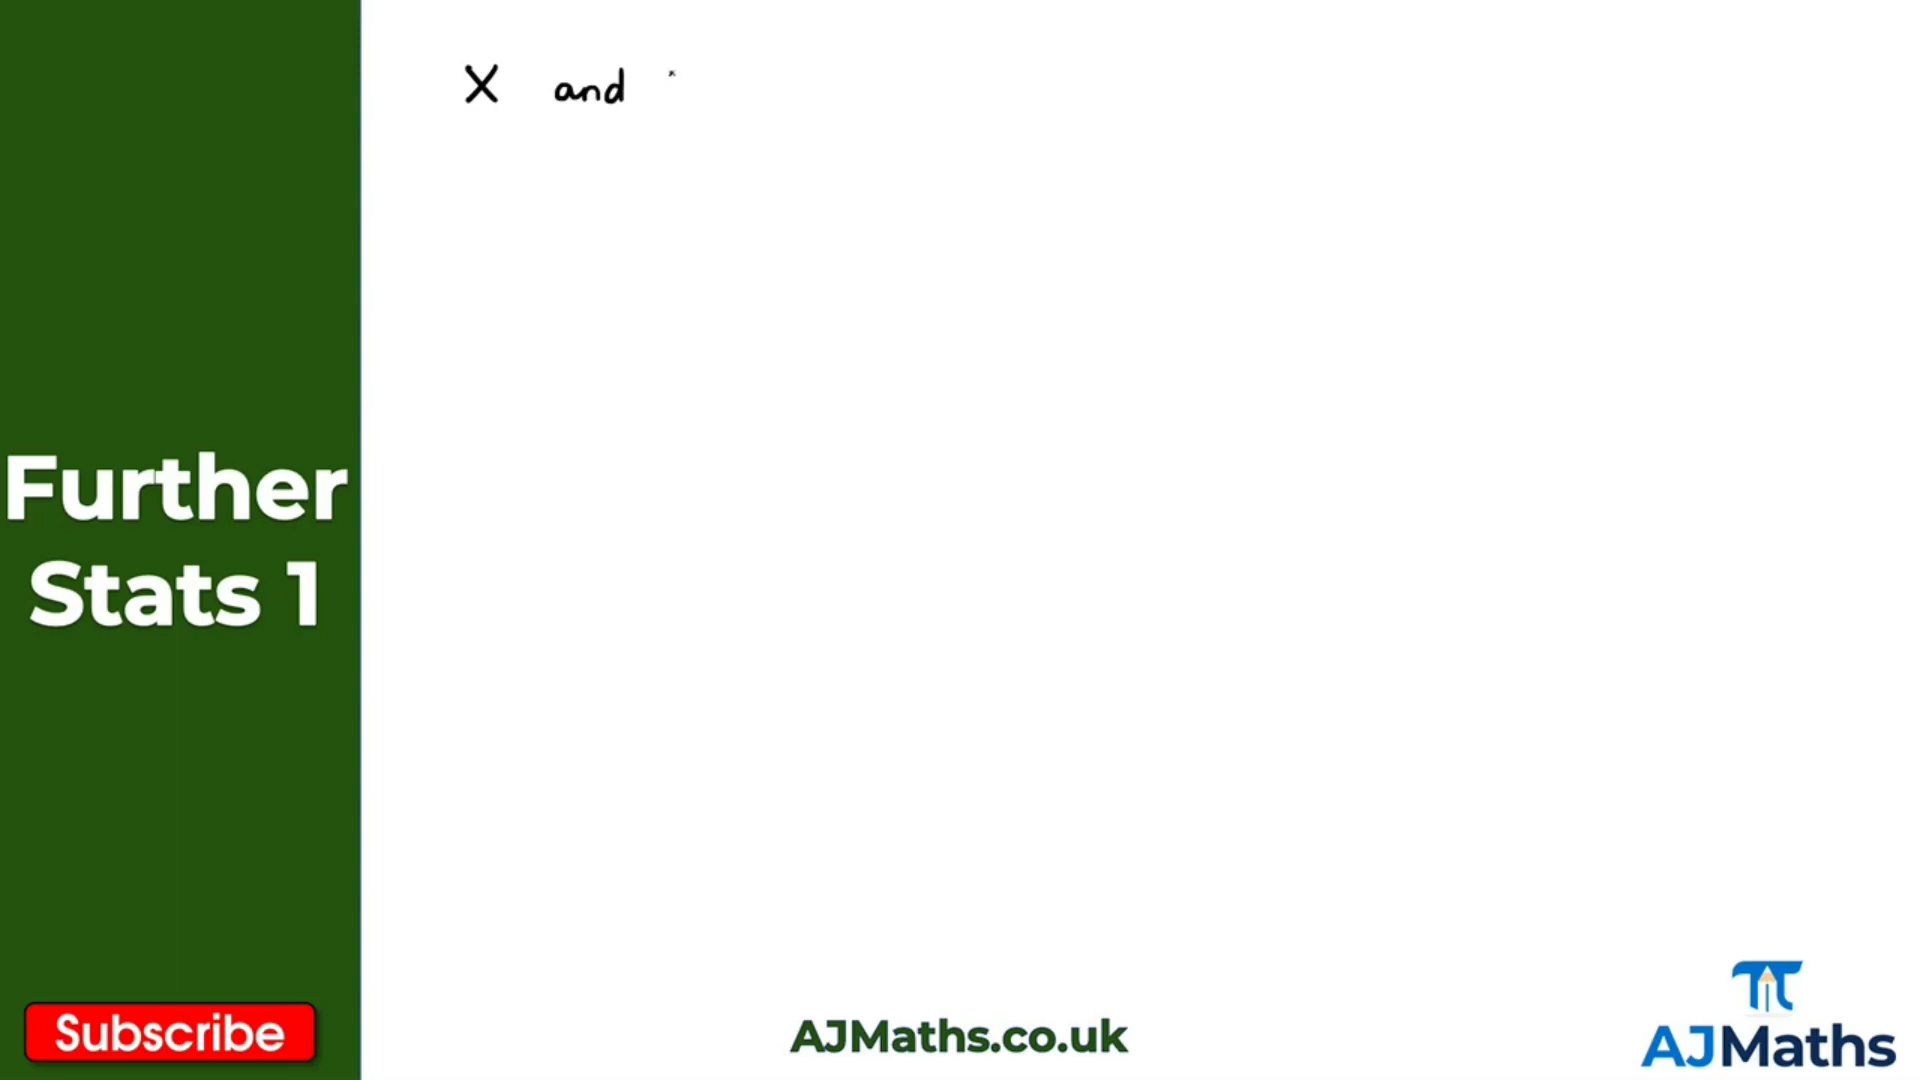 X and
Further
Stats 1
Subscribe
AJMaths.co.uk
AJMaths